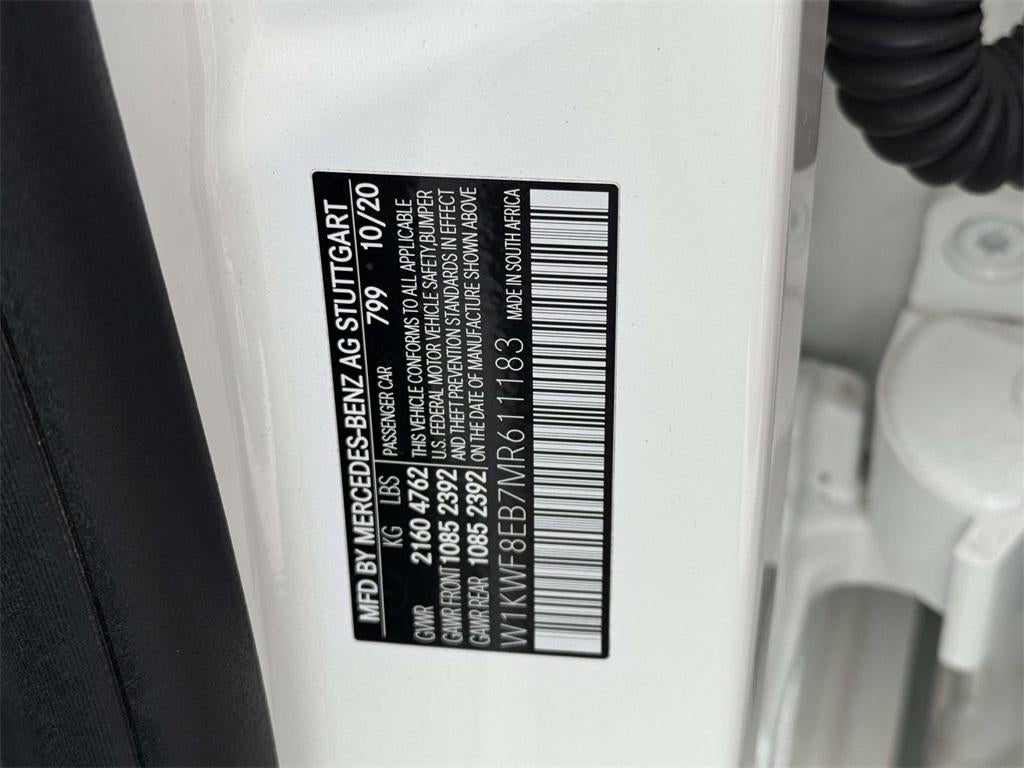 MFD BY MERCEDES-BENZ AG STUTTGART
KG LBS PASSENGER CAR 799 10/20
GVWR 2160 4762 THIS VEHICLE CONFORMS TO ALL APPLICABLE
GAWR FRONT 1085 2392 U.S. FEDERAL MOTOR VEHICLE SAFETY,BUMPER
AND THEFT PREVENTION STANDARDS IN EFFECT
GAWR REAR 1085 2392 ON THE DATE OF MANUFACTURE SHOWN ABOVE
W1KWF8EB7MR611183 MADE IN SOUTH AFRICA